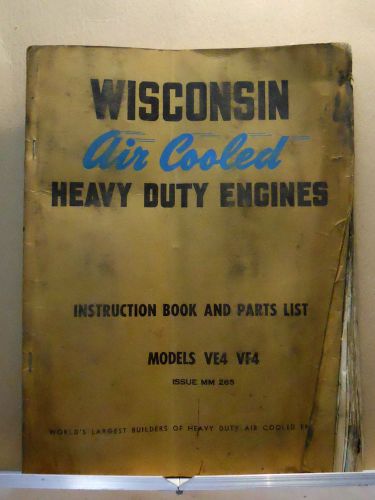 WISCONSIN
Air Cooled
HEAVY DUTY ENGINES
INSTRUCTION BOOK AND PARTS LIST
MODELS VE4 VF4
ISSUE MM 265
WORLD'S LARGEST BUILDERS OF HEAVY DUTY AIR COOLED